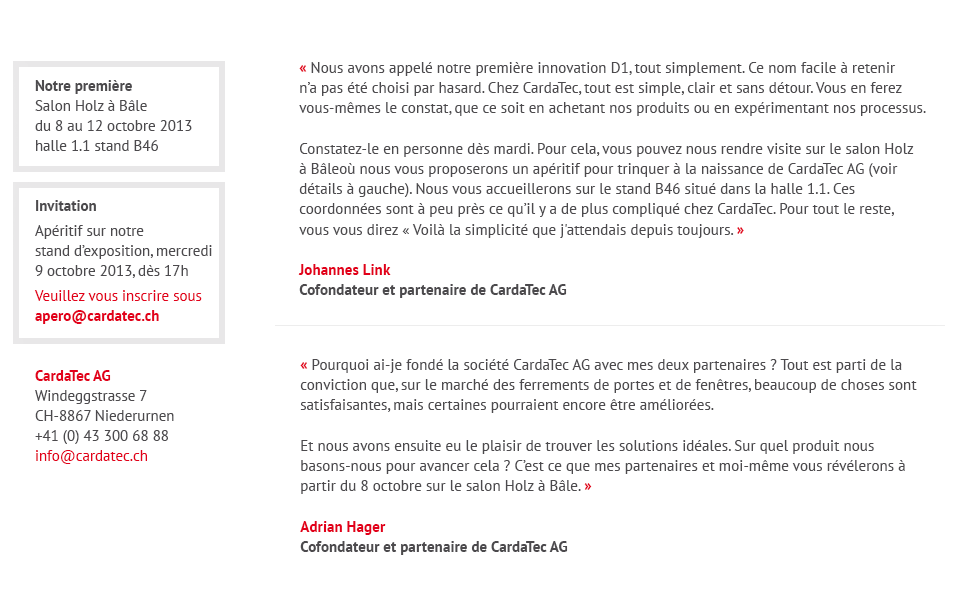 Notre première
Salon Holz à Bâle
du 8 au 12 octobre 2013
halle 1.1 stand B46
Invitation
Apéritif sur notre
stand d’exposition, mercredi
9 octobre 2013, dès 17h
Veuillez vous inscrire sous
apero@cardatec.ch
CardaTec AG
Windeggstrasse 7
CH-8867 Niederurnen
+41 (0) 43 300 68 88
info@cardatec.ch
« Nous avons appelé notre première innovation D1, tout simplement. Ce nom facile à retenir
n’a pas été choisi par hasard. Chez CardaTec, tout est simple, clair et sans détour. Vous en ferez
vous-mêmes le constat, que ce soit en achetant nos produits ou en expérimentant nos processus.
Constatez-le en personne dès mardi. Pour cela, vous pouvez nous rendre visite sur le salon Holz
à Bâleoù nous vous proposerons un apéritif pour trinquer à la naissance de CardaTec AG (voir
détails à gauche). Nous vous accueillerons sur le stand B46 situé dans la halle 1.1. Ces
coordonnées sont à peu près ce qu’il y a de plus compliqué chez CardaTec. Pour tout le reste,
vous vous direz « Voilà la simplicité que j'attendais depuis toujours. »
Johannes Link
Cofondateur et partenaire de CardaTec AG
« Pourquoi ai-je fondé la société CardaTec AG avec mes deux partenaires ? Tout est parti de la
conviction que, sur le marché des ferrements de portes et de fenêtres, beaucoup de choses sont
satisfaisantes, mais certaines pourraient encore être améliorées.
Et nous avons ensuite eu le plaisir de trouver les solutions idéales. Sur quel produit nous
basons-nous pour avancer cela ? C’est ce que mes partenaires et moi-même vous révélerons à
partir du 8 octobre sur le salon Holz à Bâle. »
Adrian Hager
Cofondateur et partenaire de CardaTec AG